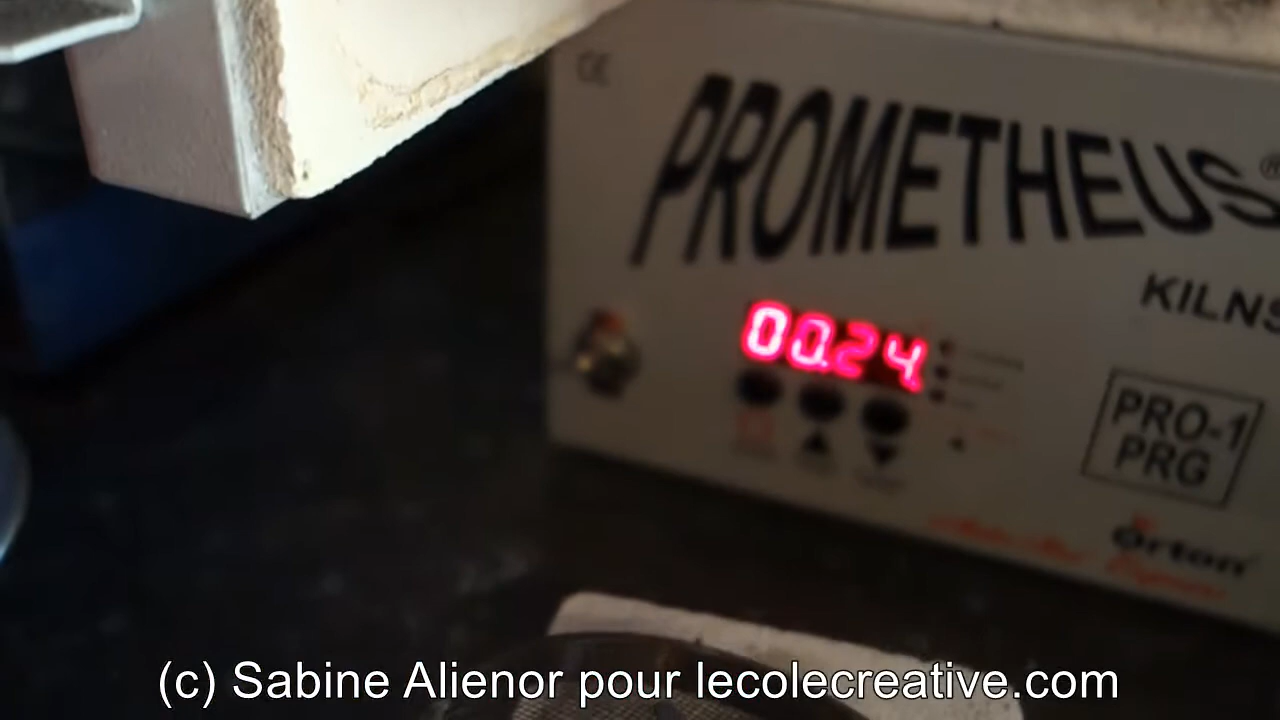 CE
PROMETHEUS®
KILNS
00.24
PRO-1
PRG
Orton
(c) Sabine Alienor pour lecolecreative.com